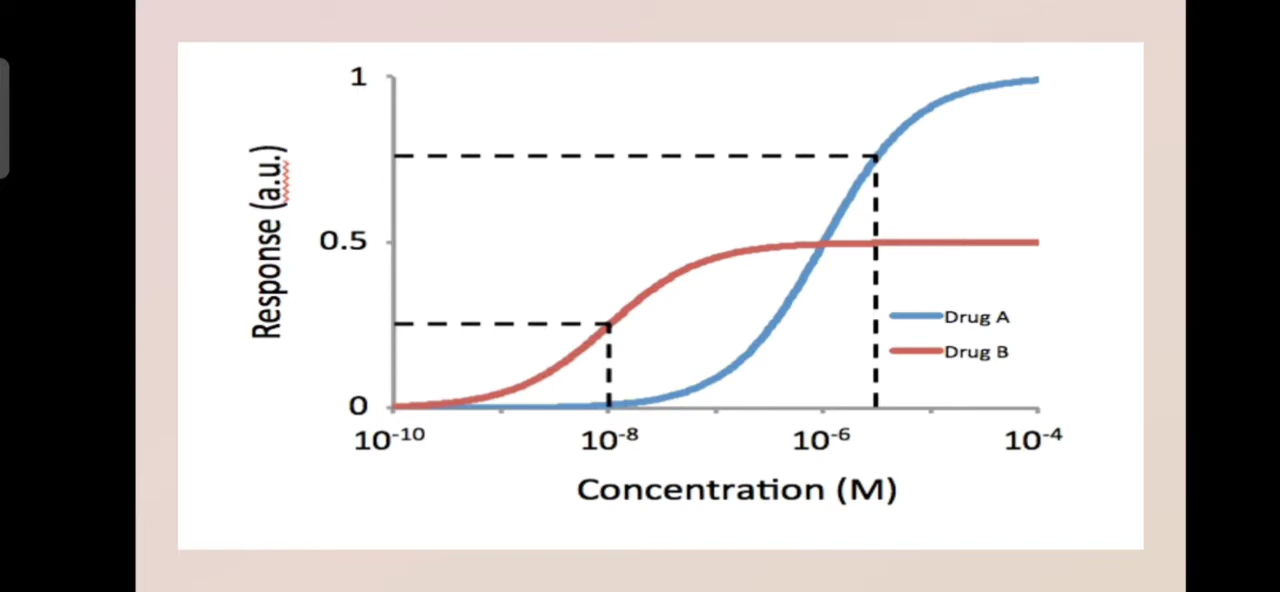 1
Response (a.u.)
0.5
Drug A
Drug B
0
10-10
10-8
10-6
10-4
Concentration (M)